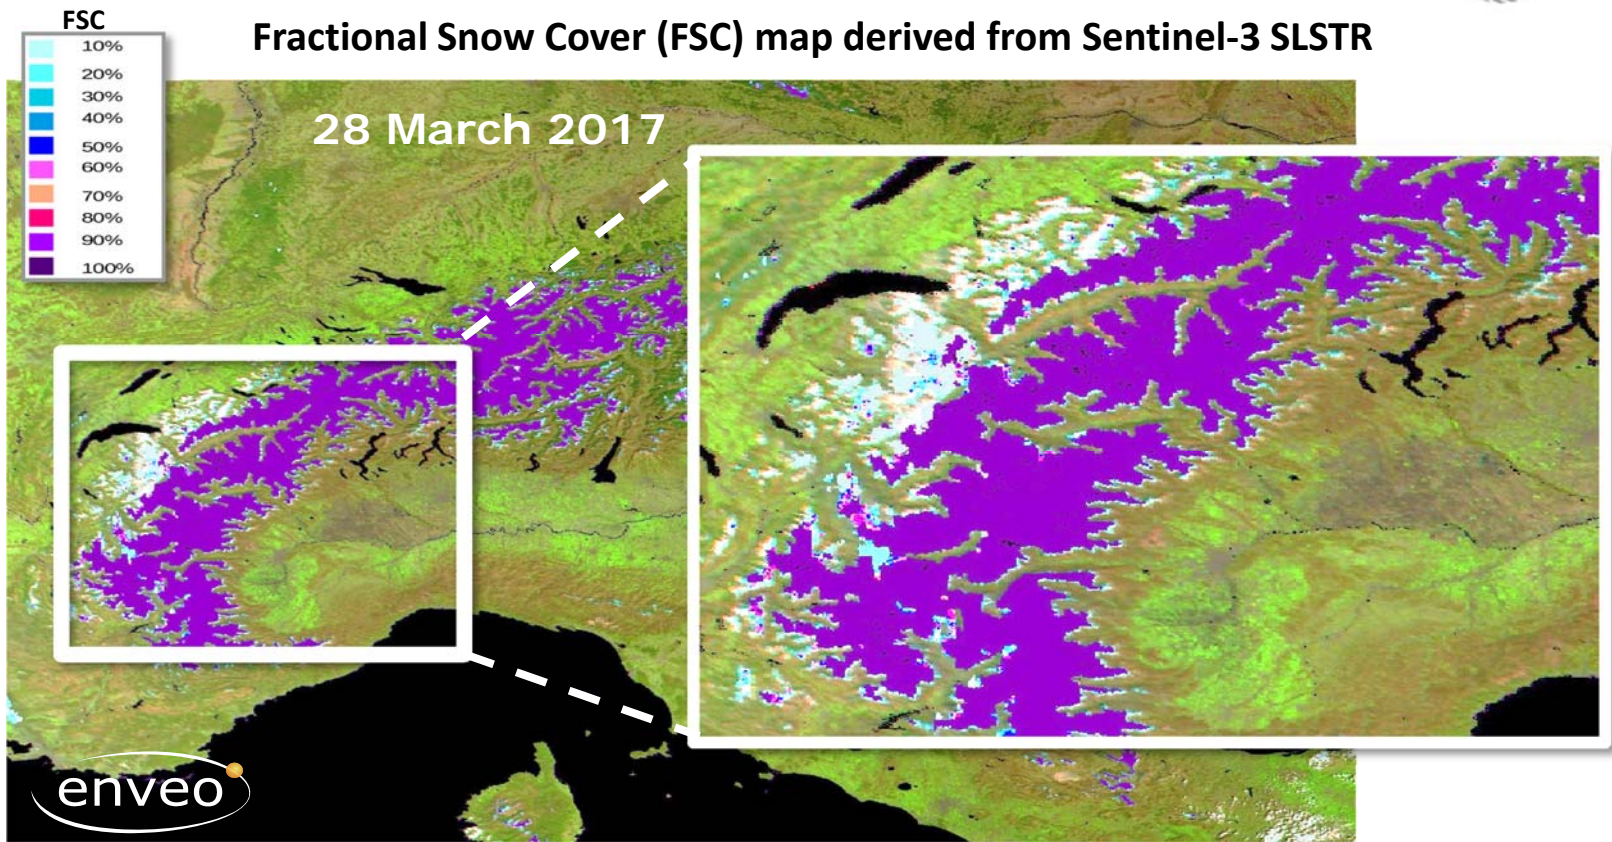 FSC
Fractional Snow Cover (FSC) map derived from Sentinel-3 SLSTR
10%
20%
30%
40%
50%
60%
70%
80%
90%
100%
28 March 2017
enveo